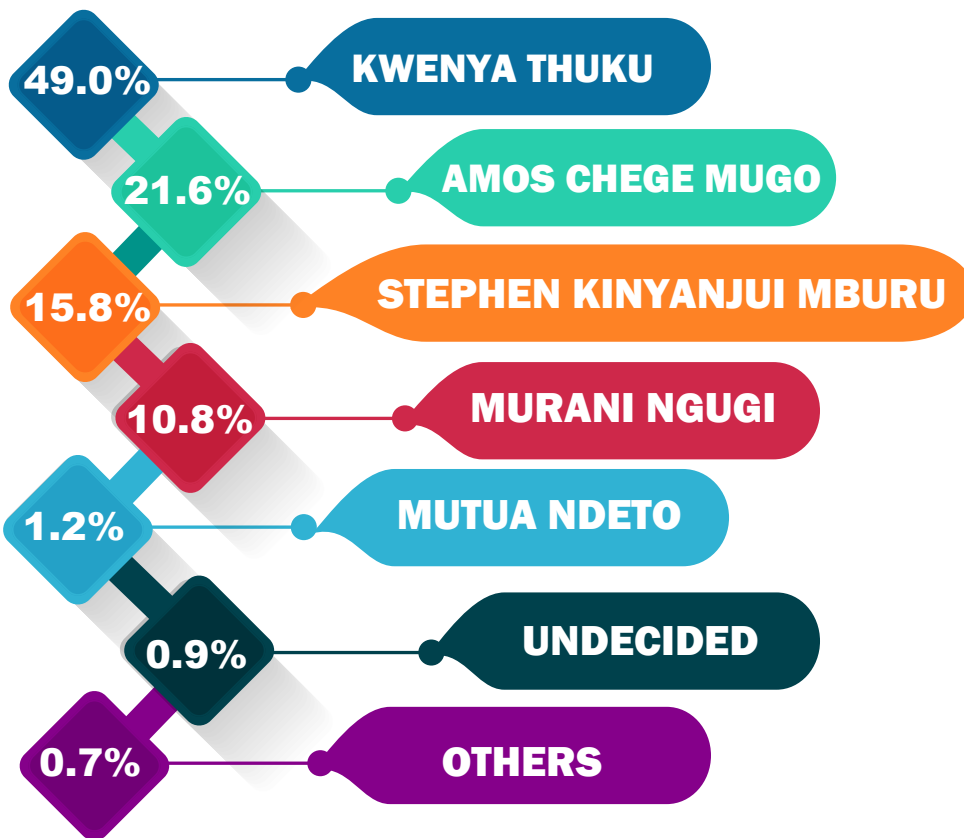 49.0% KWENYA THUKU
21.6% AMOS CHEGE MUGO
15.8% STEPHEN KINYANJUI MBURU
10.8% MURANI NGUGI
1.2% MUTUA NDETO
0.9% UNDECIDED
0.7% OTHERS